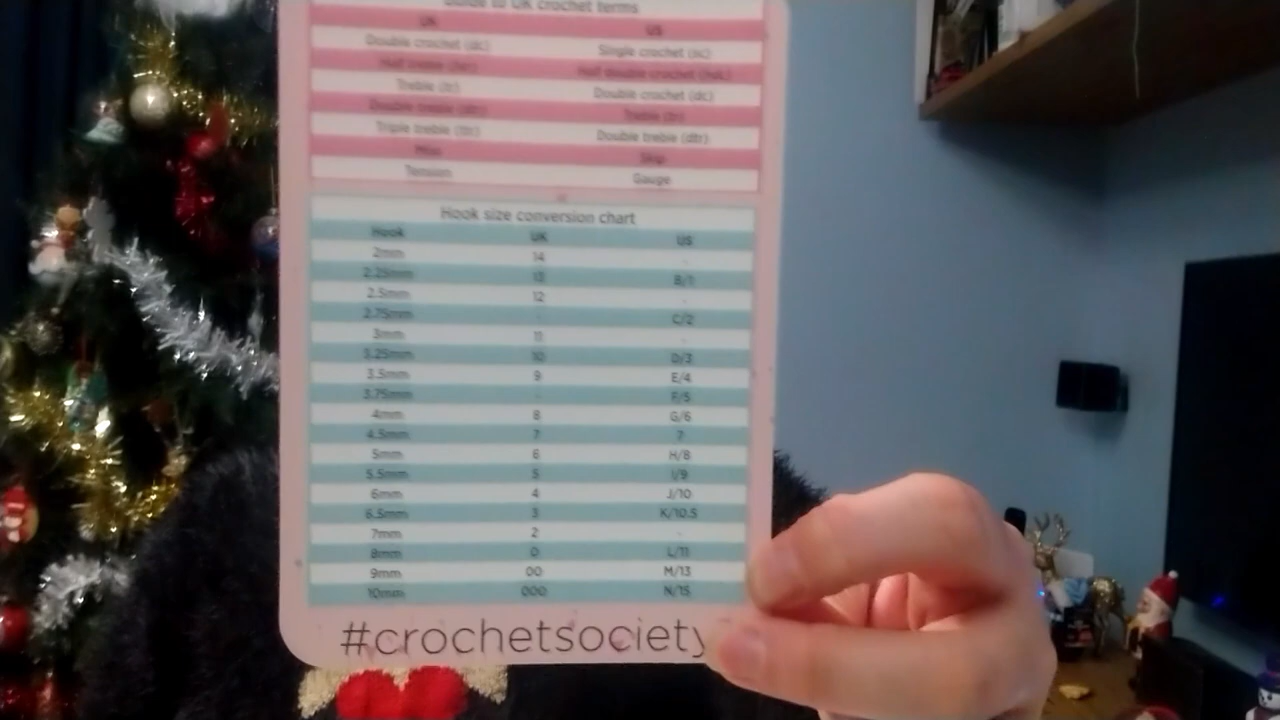 Guide to UK crochet terms
UK US
Double crochet (dc) Single crochet (sc)
Half treble (htr) Half double crochet (hdc)
Treble (tr) Double crochet (dc)
Double treble (dtr) Treble (tr)
Triple treble (ttr) Double treble (dtr)
Miss Skip
Tension Gauge
Hook size conversion chart
Hook UK US
2mm 14 -
2.25mm 13 B/1
2.5mm 12 -
2.75mm - C/2
3mm 11 -
3.25mm 10 D/3
3.5mm 9 E/4
3.75mm - F/5
4mm 8 G/6
4.5mm 7 7
5mm 6 H/8
5.5mm 5 I/9
6mm 4 J/10
6.5mm 3 K/10.5
7mm 2 -
8mm 0 L/11
9mm 00 M/13
10mm 000 N/15
#crochetsociety